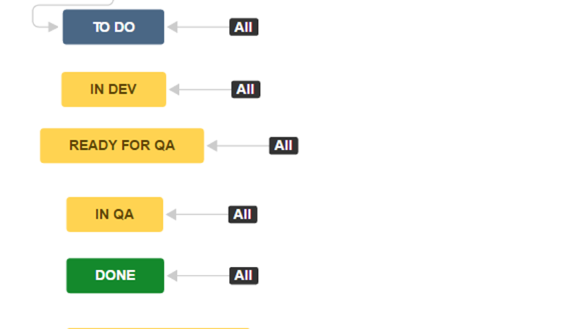 TO DO All
IN DEV All
READY FOR QA All
IN QA All
DONE All